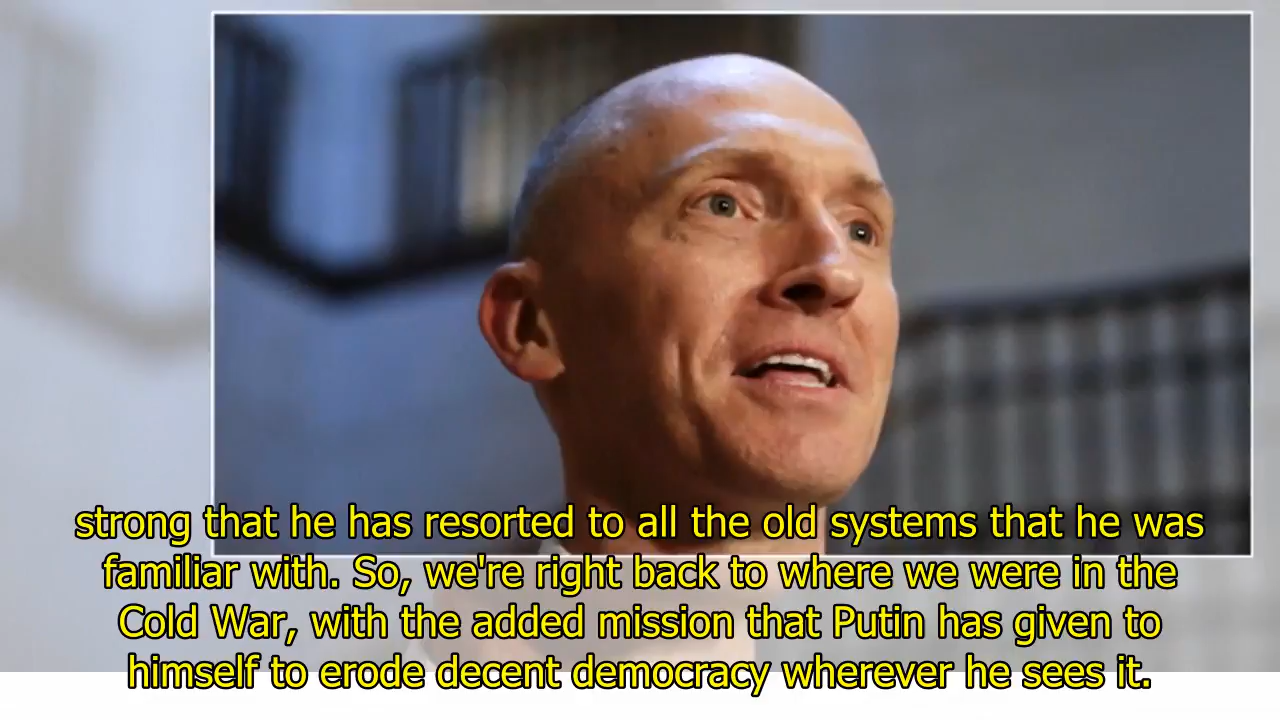 strong that he has resorted to all the old systems that he was
familiar with. So, we're right back to where we were in the
Cold War, with the added mission that Putin has given to
himself to erode decent democracy wherever he sees it.